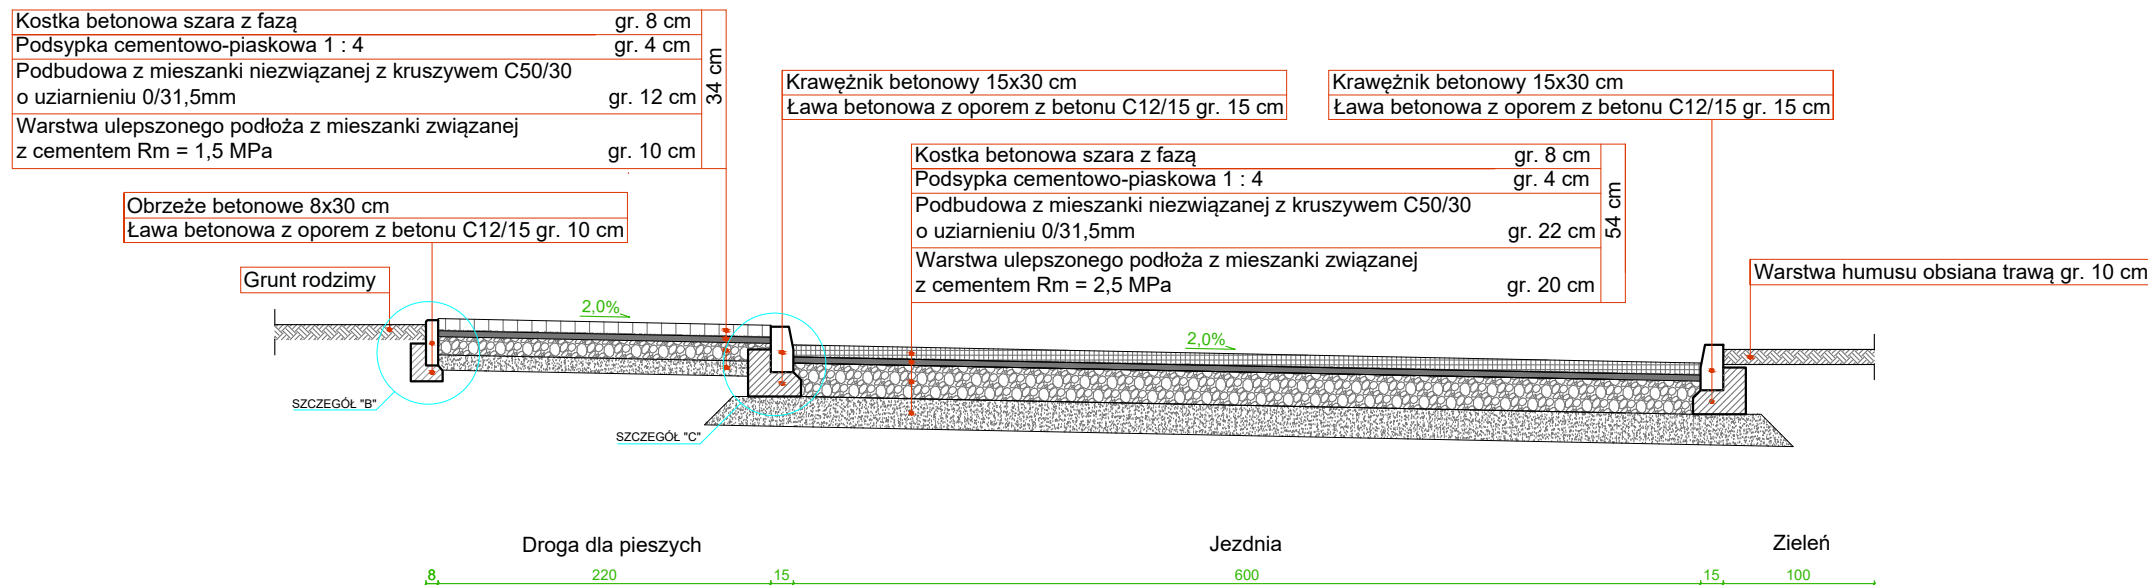 Kostka betonowa szara z fazą gr. 8 cm
Podsypka cementowo-piaskowa 1 : 4 gr. 4 cm
Podbudowa z mieszanki niezwiązanej z kruszywem C50/30
o uziarnieniu 0/31,5mm gr. 12 cm
Warstwa ulepszonego podłoża z mieszanki związanej
z cementem Rm = 1,5 MPa gr. 10 cm
34 cm
Krawężnik betonowy 15x30 cm
Ława betonowa z oporem z betonu C12/15 gr. 15 cm
Krawężnik betonowy 15x30 cm
Ława betonowa z oporem z betonu C12/15 gr. 15 cm
Kostka betonowa szara z fazą gr. 8 cm
Podsypka cementowo-piaskowa 1 : 4 gr. 4 cm
Podbudowa z mieszanki niezwiązanej z kruszywem C50/30
o uziarnieniu 0/31,5mm gr. 22 cm
Warstwa ulepszonego podłoża z mieszanki związanej
z cementem Rm = 2,5 MPa gr. 20 cm
54 cm
Obrzeże betonowe 8x30 cm
Ława betonowa z oporem z betonu C12/15 gr. 10 cm
Grunt rodzimy
Warstwa humusu obsiana trawą gr. 10 cm
2,0%
2,0%
SZCZEGÓŁ "B"
SZCZEGÓŁ "C"
Droga dla pieszych Jezdnia Zieleń
8 220 15 600 15 100